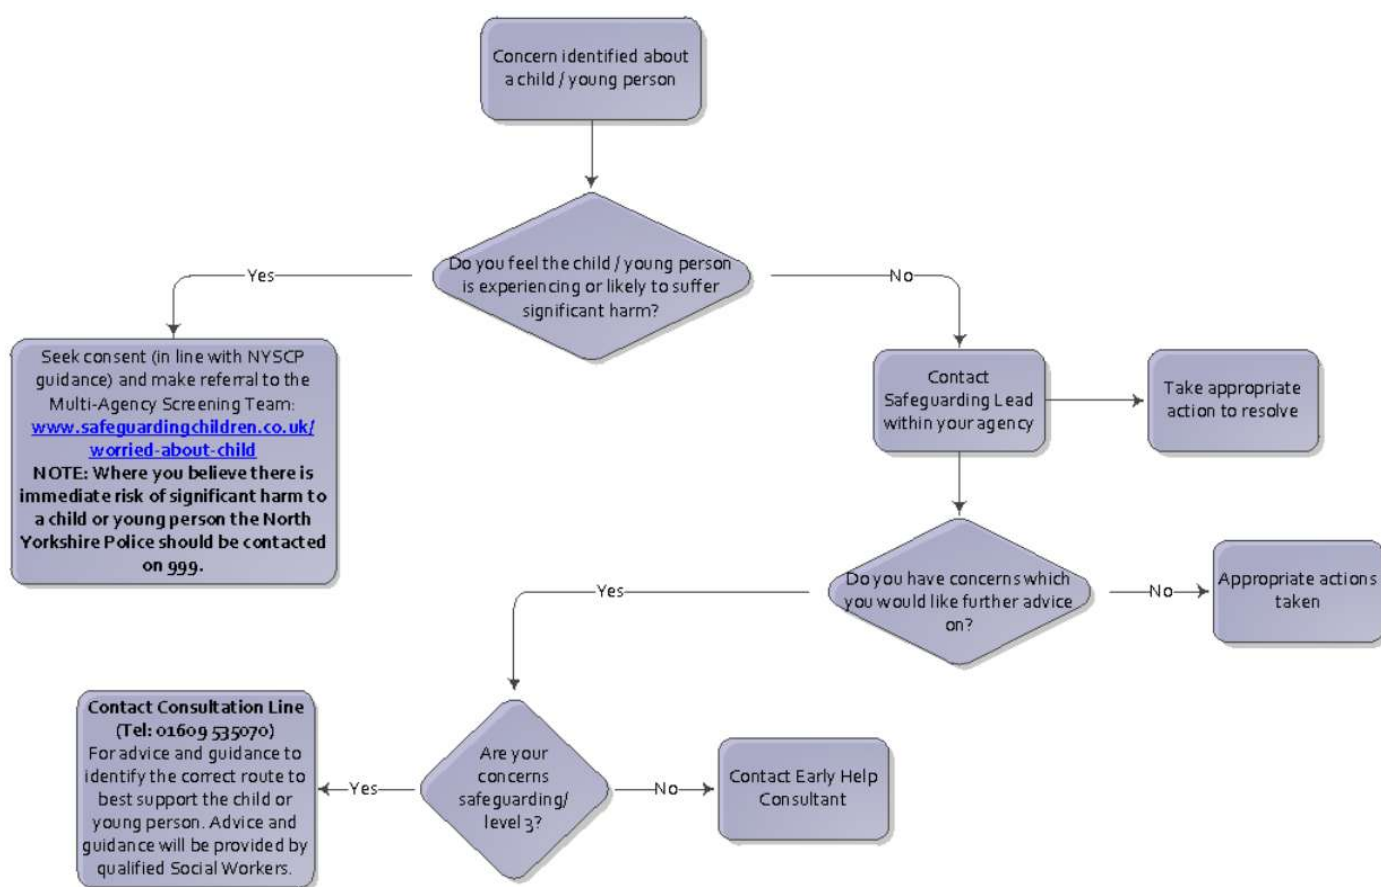 Concern identified about
a child / young person
Do you feel the child / young person
is experiencing or likely to suffer
significant harm?
Yes
No
Seek consent (in line with NYSCP
guidance) and make referral to the
Multi-Agency Screening Team:
www.safeguardingchildren.co.uk/
worried-about-child
NOTE: Where you believe there is
immediate risk of significant harm to
a child or young person the North
Yorkshire Police should be contacted
on 999.
Contact
Safeguarding Lead
within your agency
Take appropriate
action to resolve
Do you have concerns which
you would like further advice
on?
Yes
No
Appropriate actions
taken
Are your
concerns
safeguarding/
level 3?
Yes
No
Contact Consultation Line
(Tel: 01609 535070)
For advice and guidance to
identify the correct route to
best support the child or
young person. Advice and
guidance will be provided by
qualified Social Workers.
Contact Early Help
Consultant